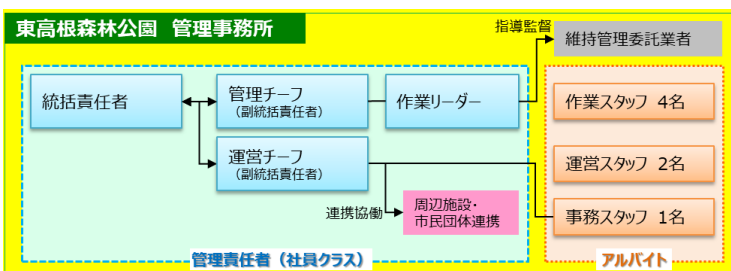 東高根森林公園 管理事務所
指導監督
維持管理委託業者
統括責任者
管理チーフ
(副統括責任者)
作業リーダー
作業スタッフ 4名
運営チーフ
(副統括責任者)
運営スタッフ 2名
連携協働
周辺施設・
市民団体連携
事務スタッフ 1名
管理責任者（社員クラス）
アルバイト